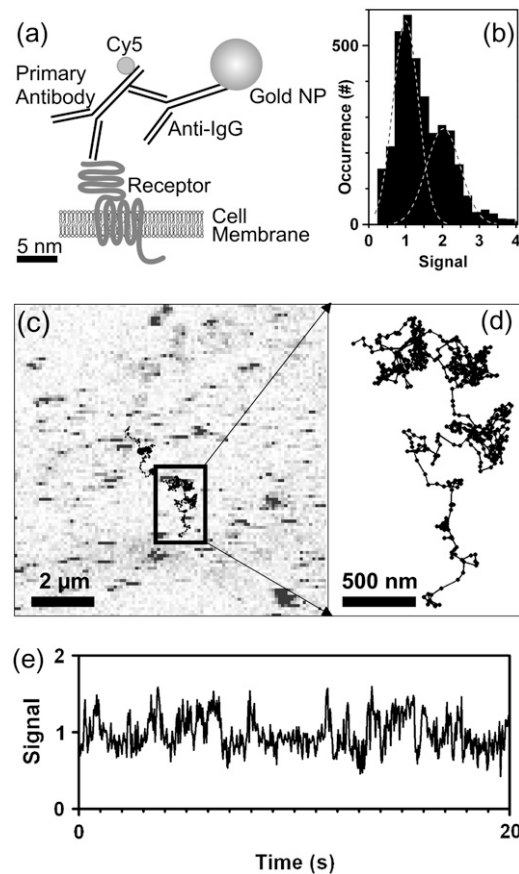 (a)
Cy5
Primary
Antibody
Gold NP
Anti-IgG
Receptor
Cell
Membrane
5 nm
(b)
Occurrence (#)
500
0
0 1 2 3 4
Signal
(c)
2 µm
(d)
500 nm
(e)
Signal
2
1
0
0 20
Time (s)